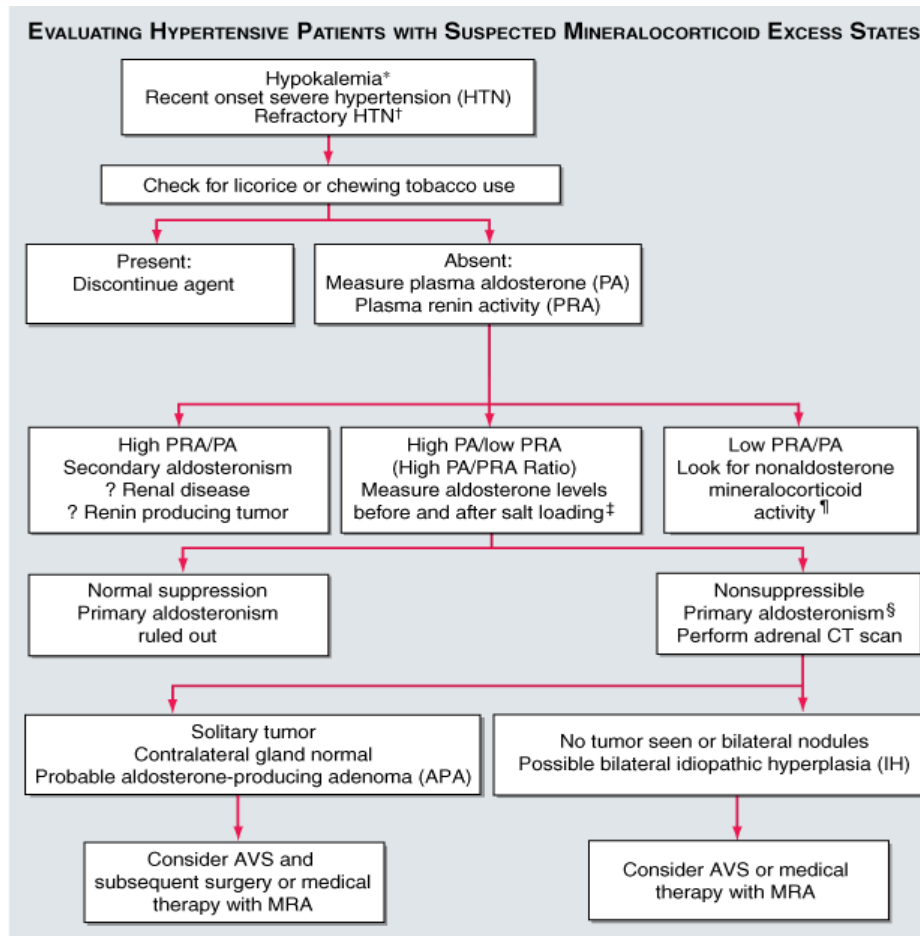 EVALUATING HYPERTENSIVE PATIENTS WITH SUSPECTED MINERALOCORTICOID EXCESS STATES
Hypokalemia*
Recent onset severe hypertension (HTN)
Refractory HTN†
Check for licorice or chewing tobacco use
Present:
Discontinue agent
Absent:
Measure plasma aldosterone (PA)
Plasma renin activity (PRA)
High PRA/PA
Secondary aldosteronism
? Renal disease
? Renin producing tumor
High PA/low PRA
(High PA/PRA Ratio)
Measure aldosterone levels
before and after salt loading‡
Low PRA/PA
Look for nonaldosterone
mineralocorticoid
activity¶
Normal suppression
Primary aldosteronism
ruled out
Nonsuppressible
Primary aldosteronism§
Perform adrenal CT scan
Solitary tumor
Contralateral gland normal
Probable aldosterone-producing adenoma (APA)
No tumor seen or bilateral nodules
Possible bilateral idiopathic hyperplasia (IH)
Consider AVS and
subsequent surgery or medical
therapy with MRA
Consider AVS or medical
therapy with MRA